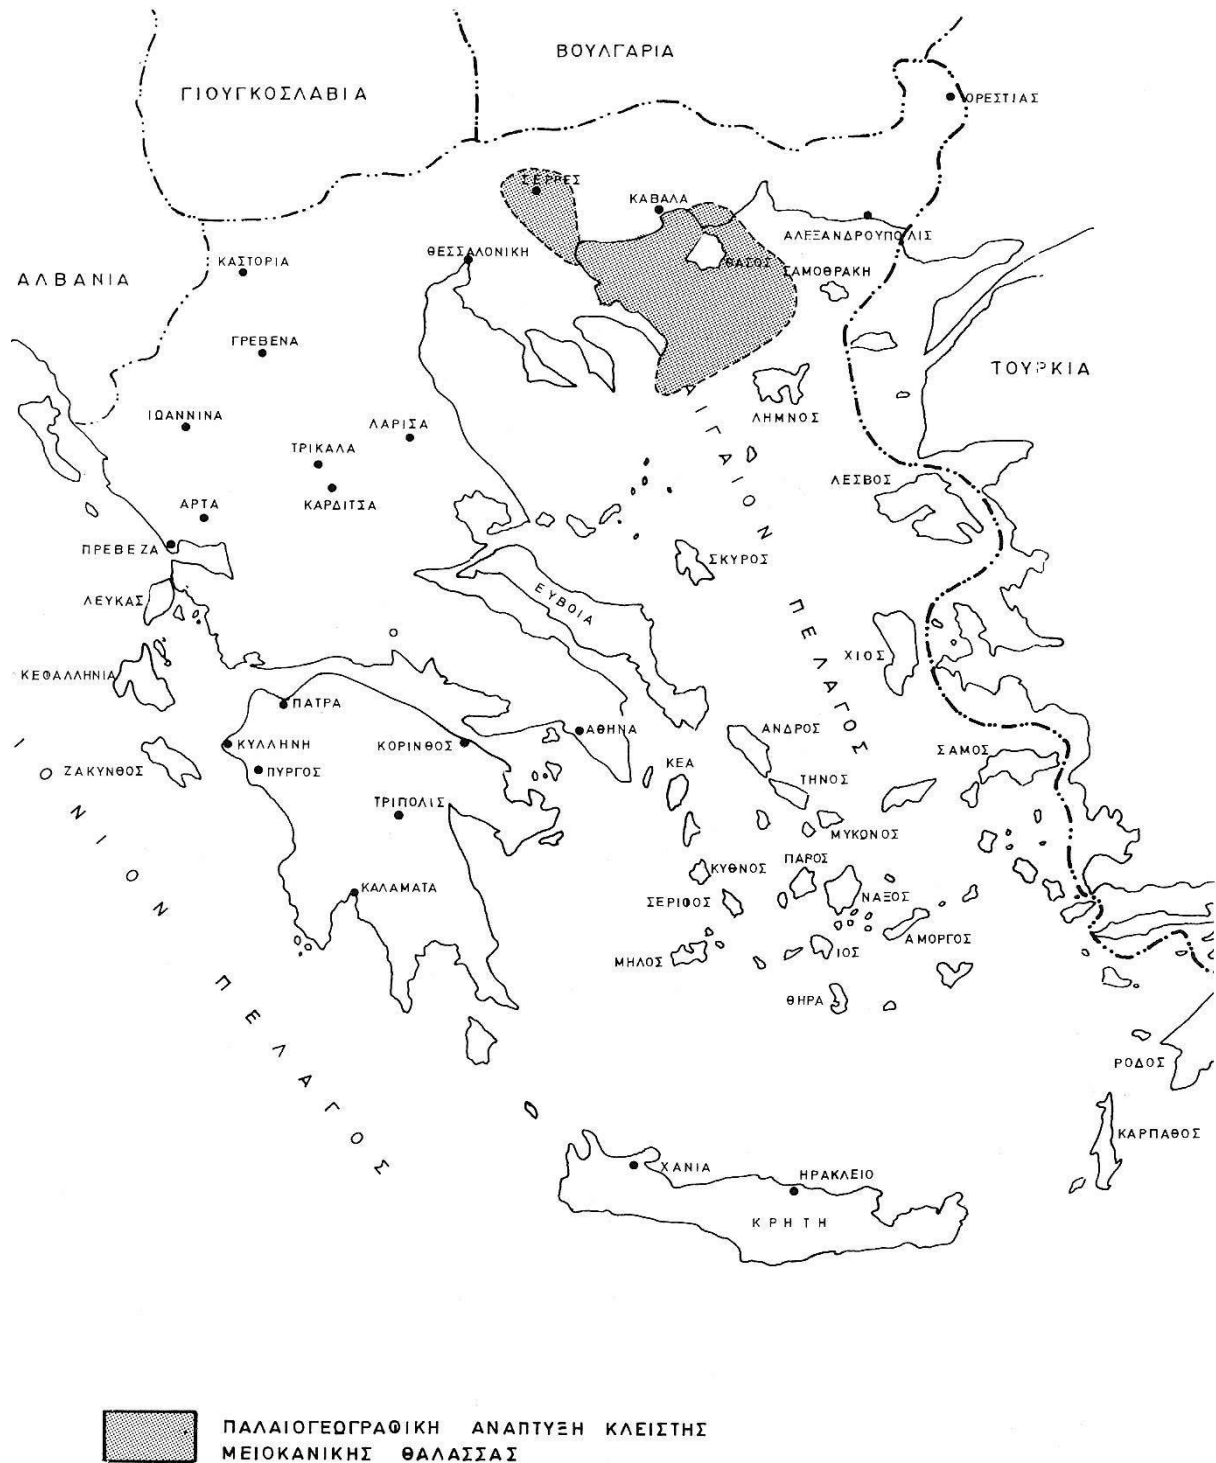 ΒΟΥΛΓΑΡΙΑ
ΓΙΟΥΓΚΟΣΛΑΒΙΑ
ΟΡΕΣΤΙΑΣ
ΣΕΡΡΕΣ
ΚΑΒΑΛΑ
ΑΛΕΞΑΝΔΡΟΥΠΟΛΙΣ
ΘΕΣΣΑΛΟΝΙΚΗ
ΚΑΣΤΟΡΙΑ
ΘΑΣΟΣ
ΣΑΜΟΘΡΑΚΗ
ΑΛΒΑΝΙΑ
ΓΡΕΒΕΝΑ
ΤΟΥΡΚΙΑ
ΛΗΜΝΟΣ
ΙΩΑΝΝΙΝΑ
ΛΑΡΙΣΑ
ΤΡΙΚΑΛΑ
ΚΑΡΔΙΤΣΑ
ΛΕΣΒΟΣ
ΑΙΓΑΙΟΝ ΠΕΛΑΓΟΣ
ΑΡΤΑ
ΠΡΕΒΕΖΑ
ΣΚΥΡΟΣ
ΛΕΥΚΑΣ
ΕΥΒΟΙΑ
ΧΙΟΣ
ΚΕΦΑΛΛΗΝΙΑ
ΠΑΤΡΑ
ΑΘΗΝΑ
ΑΝΔΡΟΣ
ΚΥΛΛΗΝΗ
ΚΟΡΙΝΘΟΣ
ΣΑΜΟΣ
ΖΑΚΥΝΘΟΣ
ΠΥΡΓΟΣ
ΚΕΑ
ΤΗΝΟΣ
ΤΡΙΠΟΛΙΣ
ΜΥΚΩΝΟΣ
ΙΟΝΙΟΝ ΠΕΛΑΓΟΣ
ΚΥΘΝΟΣ
ΠΑΡΟΣ
ΚΑΛΑΜΑΤΑ
ΣΕΡΙΦΟΣ
ΝΑΞΟΣ
ΑΜΟΡΓΟΣ
ΜΗΛΟΣ
ΙΟΣ
ΘΗΡΑ
ΡΟΔΟΣ
ΚΑΡΠΑΘΟΣ
ΧΑΝΙΑ
ΗΡΑΚΛΕΙΟ
ΚΡΗΤΗ
ΠΑΛΑΙΟΓΕΩΓΡΑΦΙΚΗ ΑΝΑΠΤΥΞΗ ΚΛΕΙΣΤΗΣ
ΜΕΙΟΚΑΝΙΚΗΣ ΘΑΛΑΣΣΑΣ